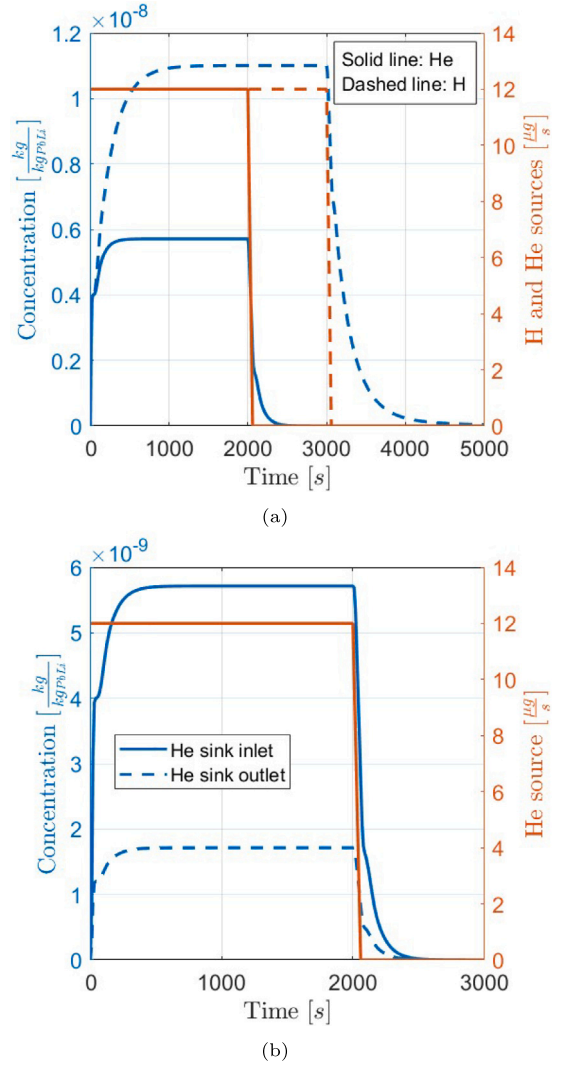 ×10-8
1.2
1
0.8
0.6
0.4
0.2
0
14
12
10
8
6
4
2
0
Solid line: He
Dashed line: H
Concentration [kg/kgPbLi]
H and He sources [μg/s]
0 1000 2000 3000 4000 5000
Time [s]
(a)
×10-9
6
5
4
3
2
1
0
14
12
10
8
6
4
2
0
He sink inlet
He sink outlet
Concentration [kg/kgPbLi]
He source [μg/s]
0 1000 2000 3000
Time [s]
(b)